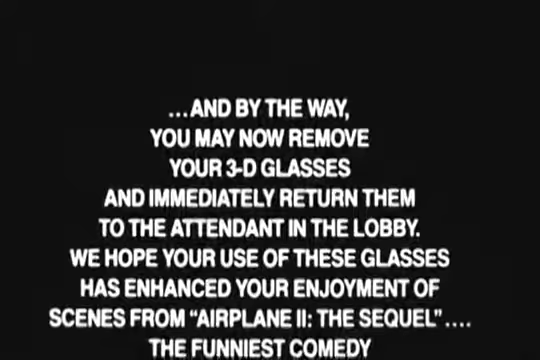 ...AND BY THE WAY,
YOU MAY NOW REMOVE
YOUR 3-D GLASSES
AND IMMEDIATELY RETURN THEM
TO THE ATTENDANT IN THE LOBBY.
WE HOPE YOUR USE OF THESE GLASSES
HAS ENHANCED YOUR ENJOYMENT OF
SCENES FROM “AIRPLANE II: THE SEQUEL”....
THE FUNNIEST COMEDY